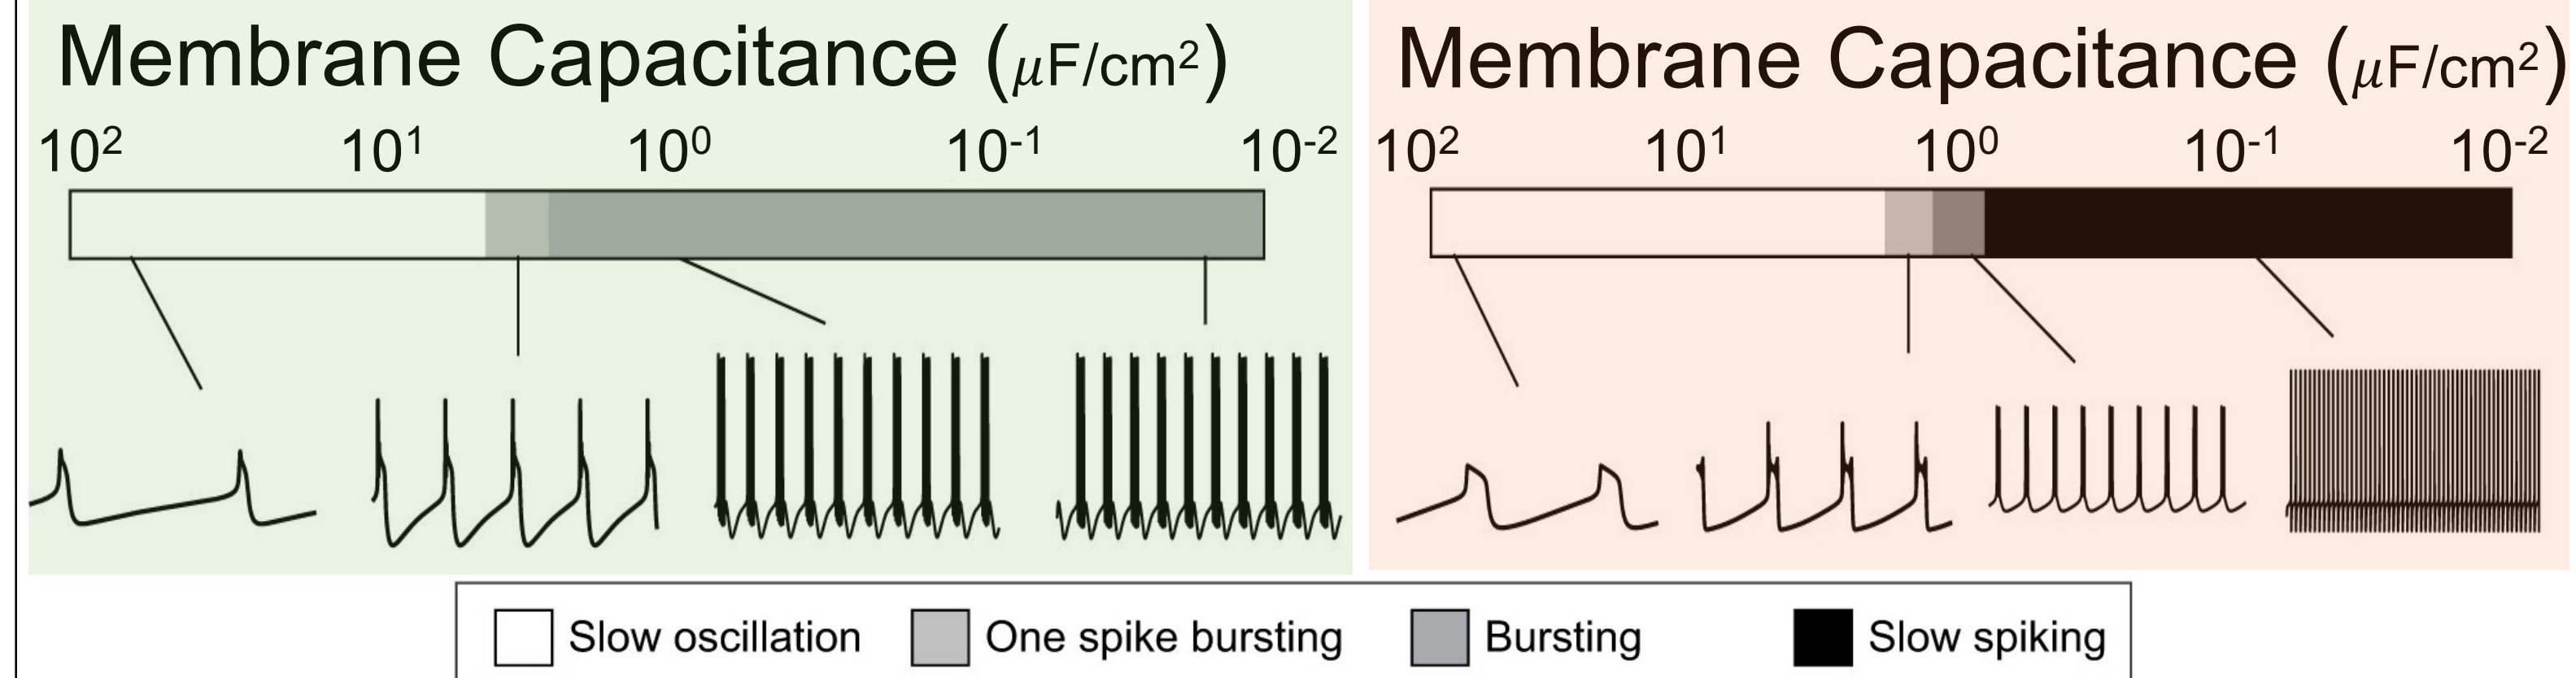 Membrane Capacitance (μF/cm²)
10² 10¹ 10⁰ 10⁻¹ 10⁻²
Membrane Capacitance (μF/cm²)
10² 10¹ 10⁰ 10⁻¹ 10⁻²
Slow oscillation
One spike bursting
Bursting
Slow spiking